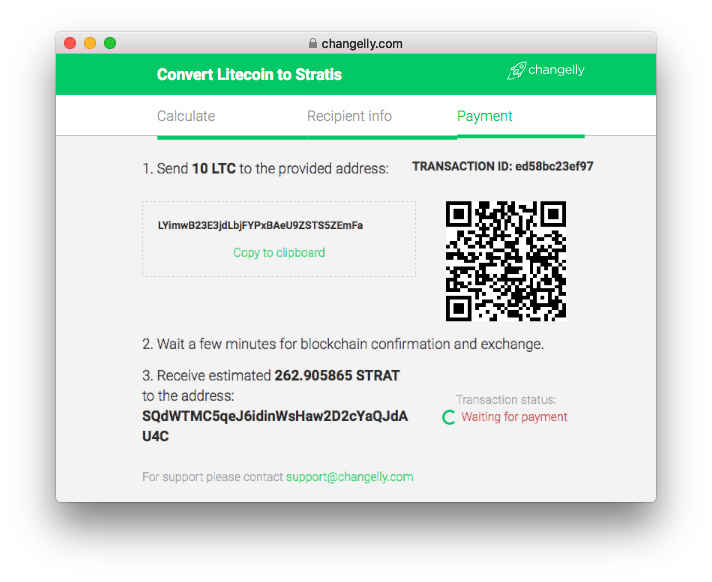 changelly.com
Convert Litecoin to Stratis
changelly
Calculate
Recipient info
Payment
1. Send 10 LTC to the provided address:
TRANSACTION ID: ed58bc23ef97
LYimwB23E3jdLbjFYPxBAeU9ZSTS5ZEmFa
Copy to clipboard
2. Wait a few minutes for blockchain confirmation and exchange.
3. Receive estimated 262.905865 STRAT
to the address:
SQdWTMC5qeJ6idinWsHaw2D2cYaQJdA
U4C
Transaction status:
Waiting for payment
For support please contact support@changelly.com